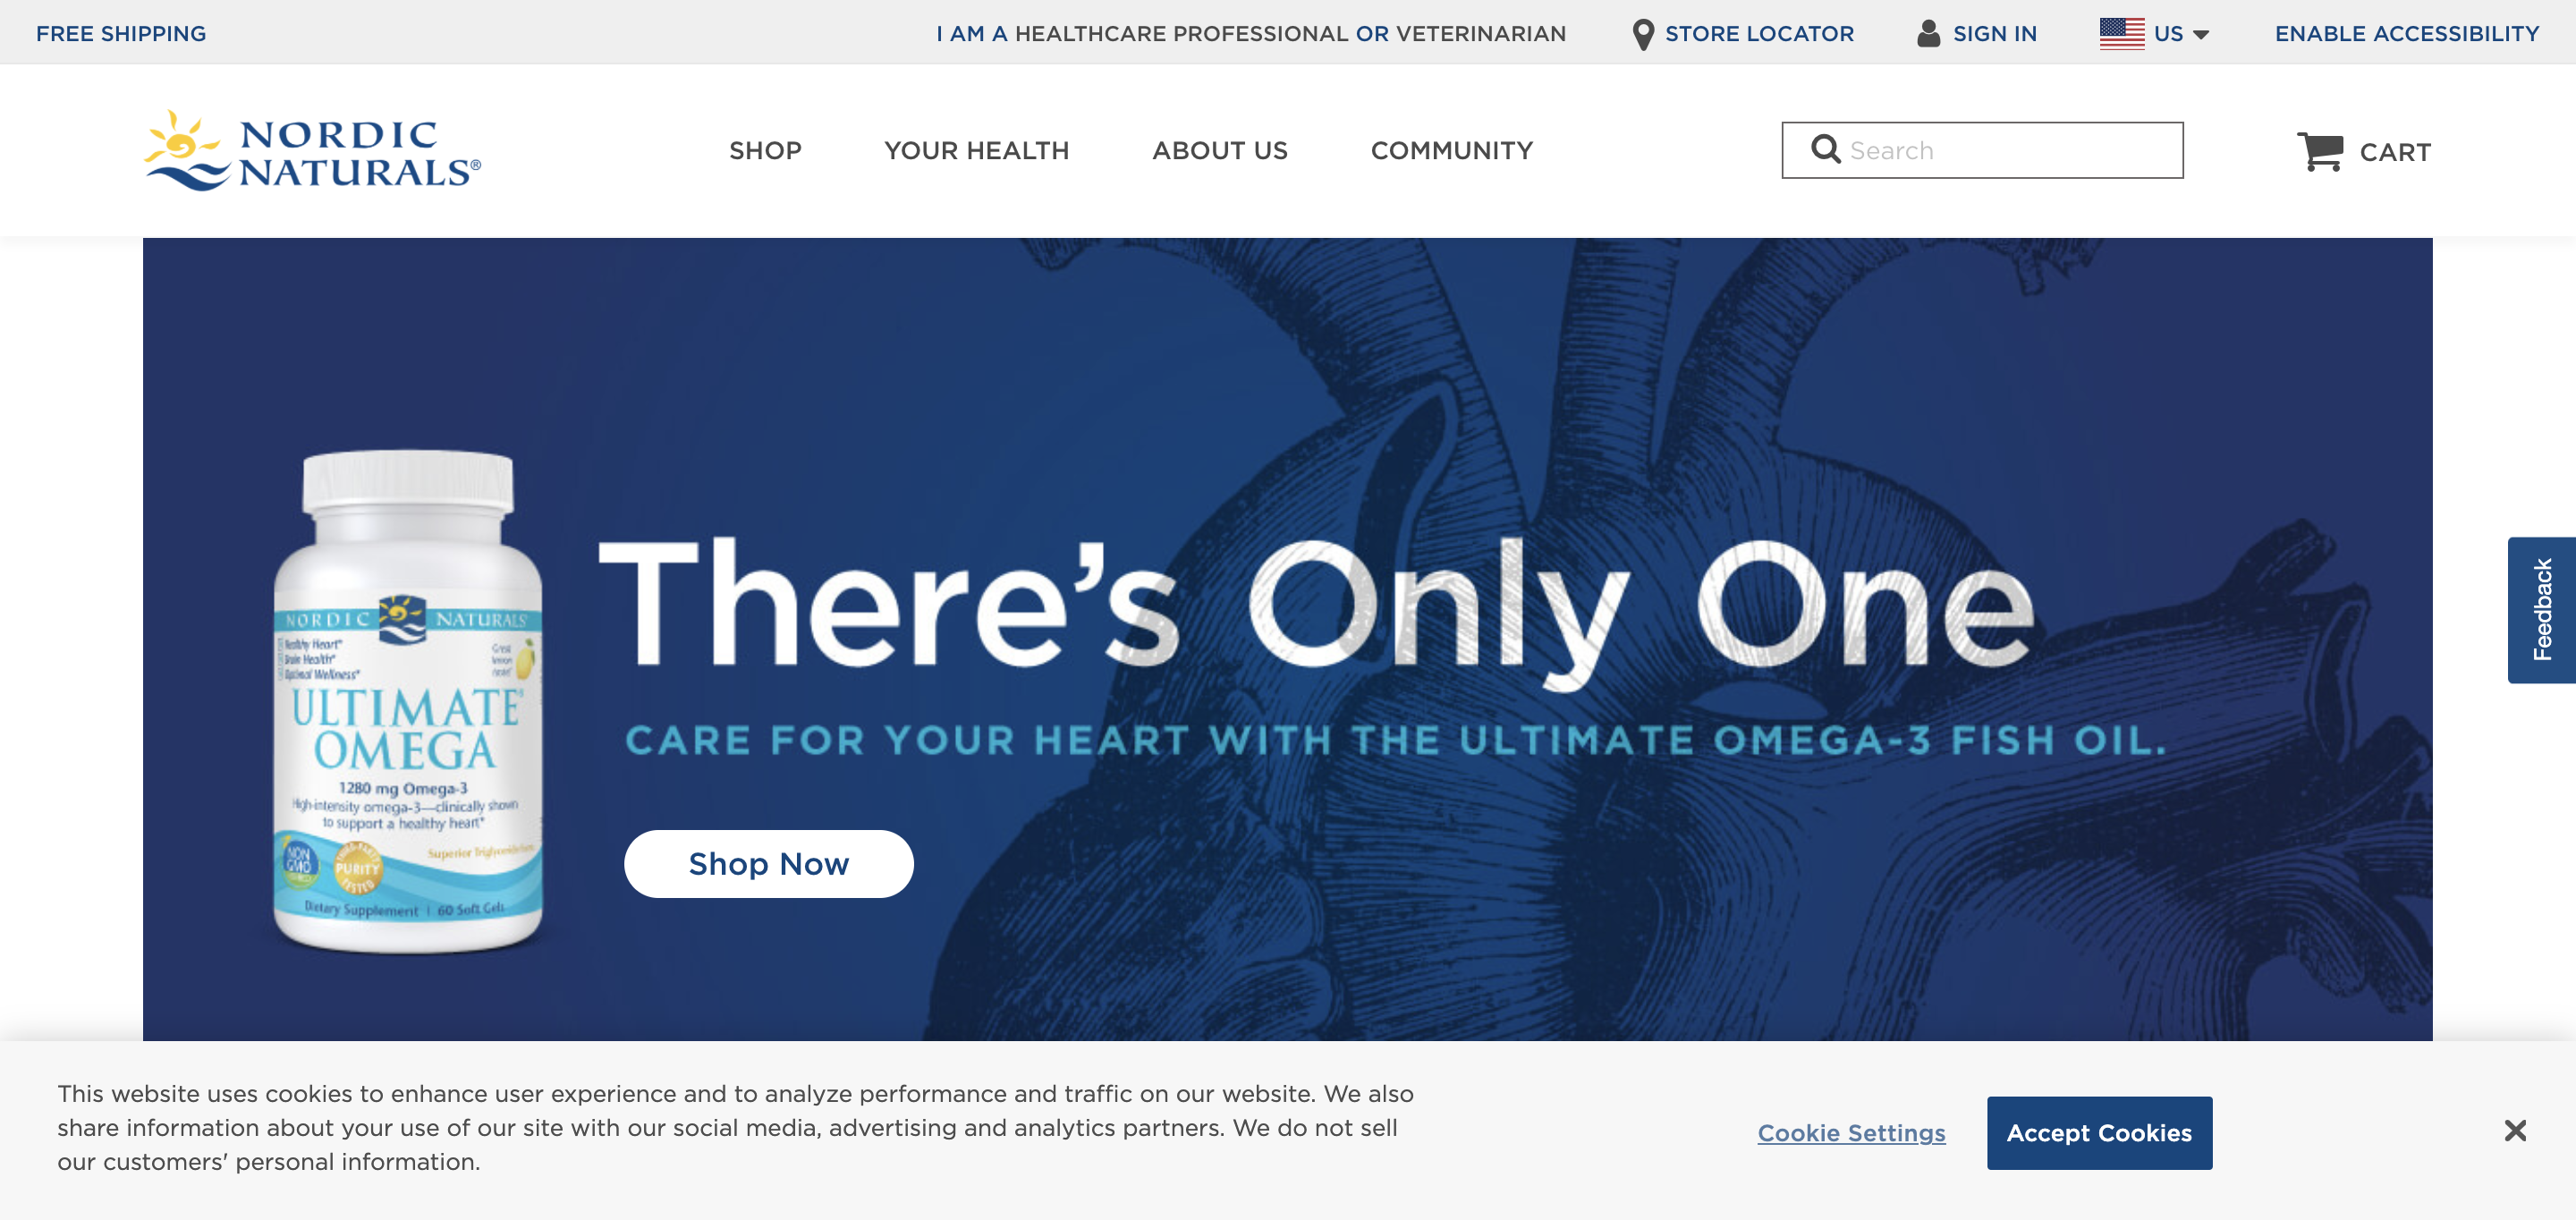 FREE SHIPPING
I AM A HEALTHCARE PROFESSIONAL OR VETERINARIAN
STORE LOCATOR
SIGN IN
US
ENABLE ACCESSIBILITY
NORDIC
NATURALS®
SHOP
YOUR HEALTH
ABOUT US
COMMUNITY
Search
CART
There's Only One
CARE FOR YOUR HEART WITH THE ULTIMATE OMEGA-3 FISH OIL.
Shop Now
NORDIC NATURALS
Healthy Heart*
Brain Health*
Optimal Wellness*
Great
lemon
taste!
ULTIMATE®
OMEGA
1280 mg Omega-3
High-intensity omega-3—clinically shown
to support a healthy heart*
NON
GMO
THIRD-PARTY
PURITY
TESTED
Superior Triglyceride
Dietary Supplement | 60 Soft Gels
Feedback
This website uses cookies to enhance user experience and to analyze performance and traffic on our website. We also
share information about your use of our site with our social media, advertising and analytics partners. We do not sell
our customers' personal information.
Cookie Settings
Accept Cookies